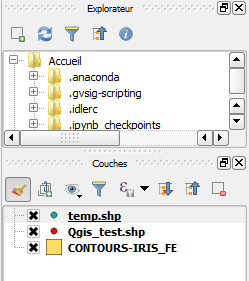 Explorateur
Accueil
.anaconda
.gvsig-scripting
.idlerc
.ipynb_checkpoints
Couches
temp.shp
Qgis_test.shp
CONTOURS-IRIS_FE